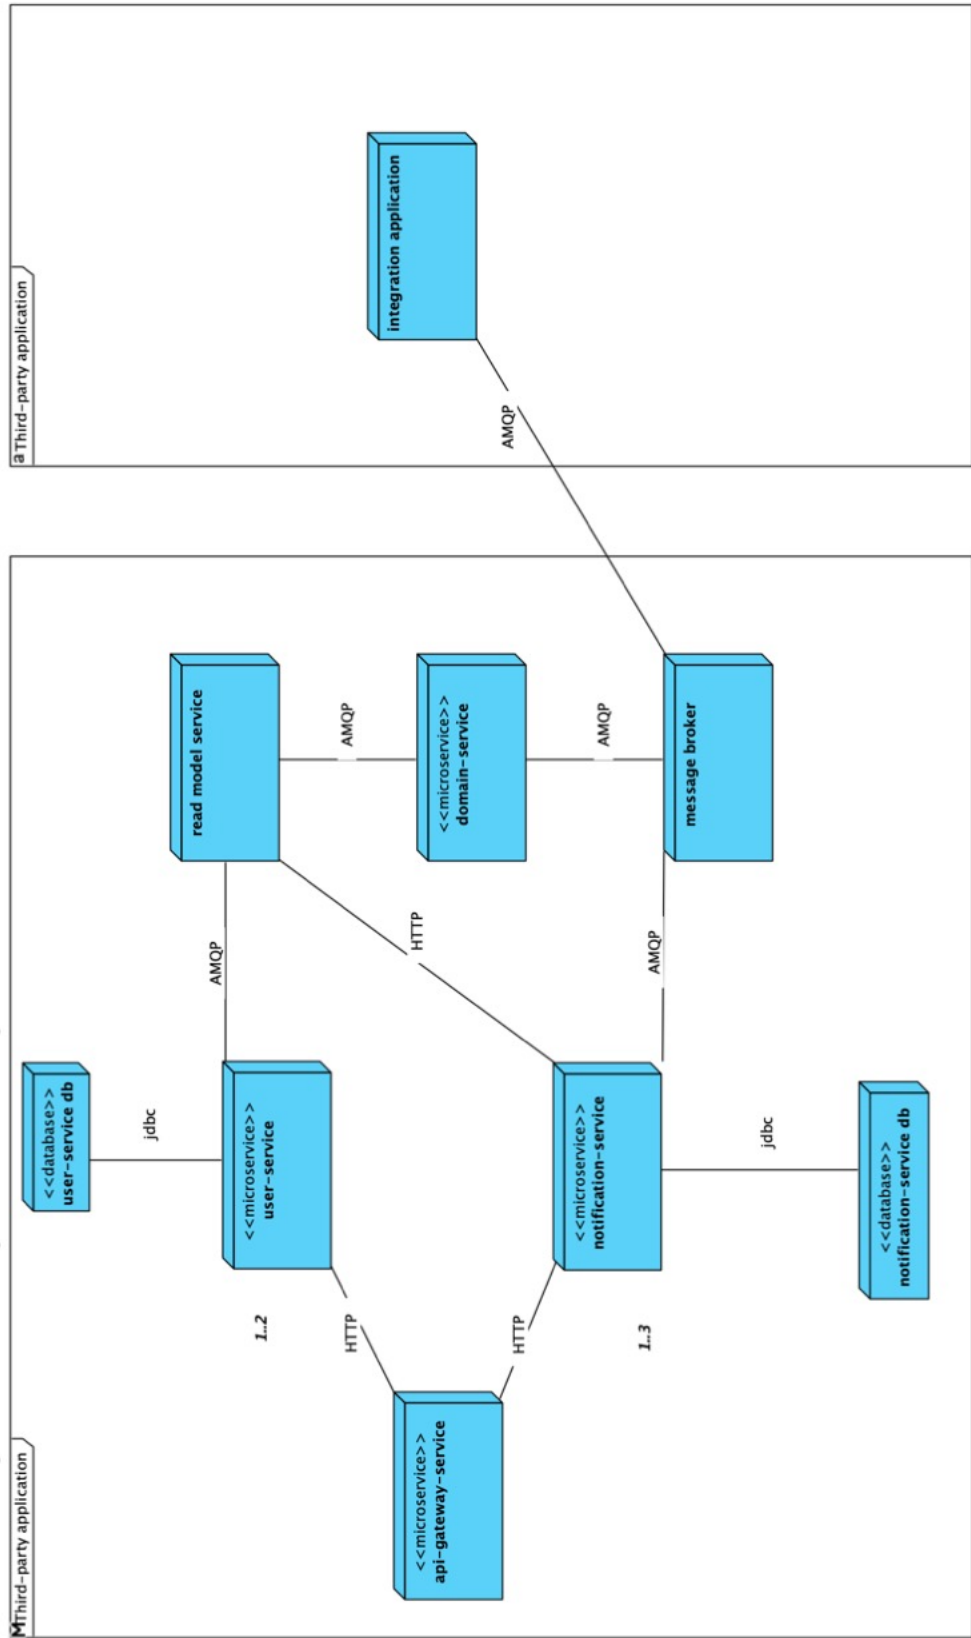 MThird-party application
<<microservice>>
api-gateway-service
HTTP
HTTP
1..2
1..3
<<database>>
user-service db
jdbc
<<microservice>>
user-service
<<microservice>>
notification-service
jdbc
<<database>>
notification-service db
AMQP
HTTP
AMQP
read model service
AMQP
<<microservice>>
domain-service
AMQP
message broker
aThird-party application
AMQP
integration application